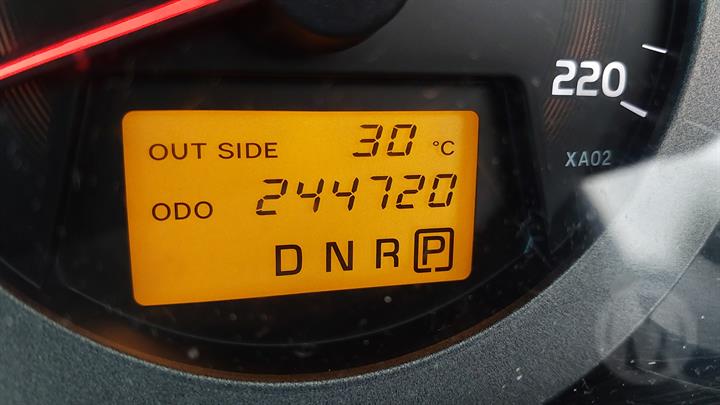 220
XA02
OUT SIDE 30 °C
ODO 244720
D N R P